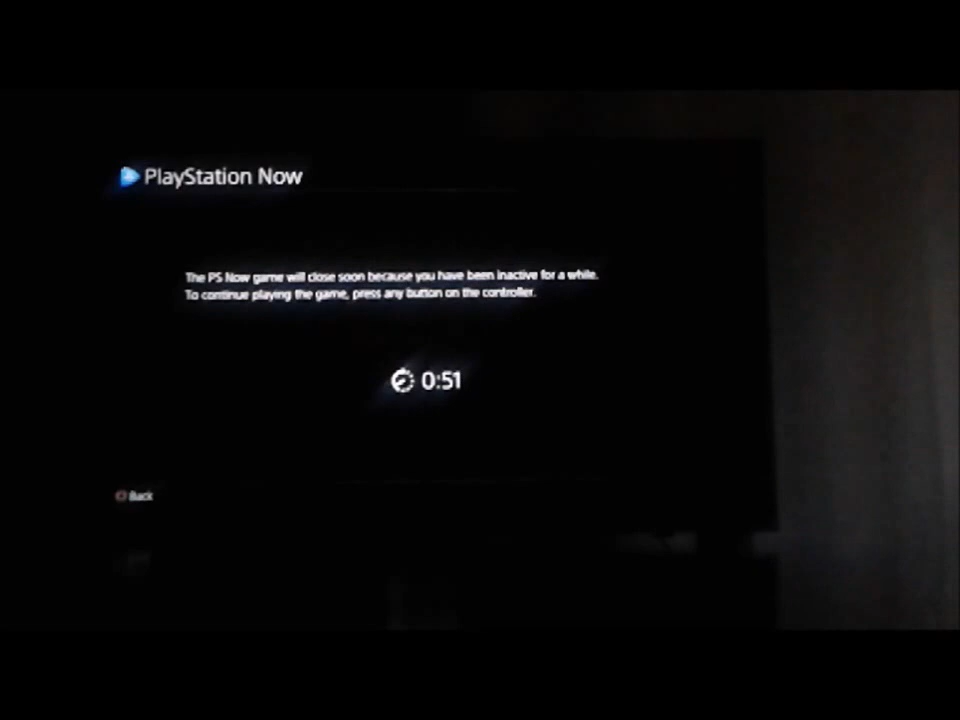 PlayStation Now
The PS Now game will close soon because you have been inactive for a while.
To continue playing the game, press any button on the controller.
0:51
Back